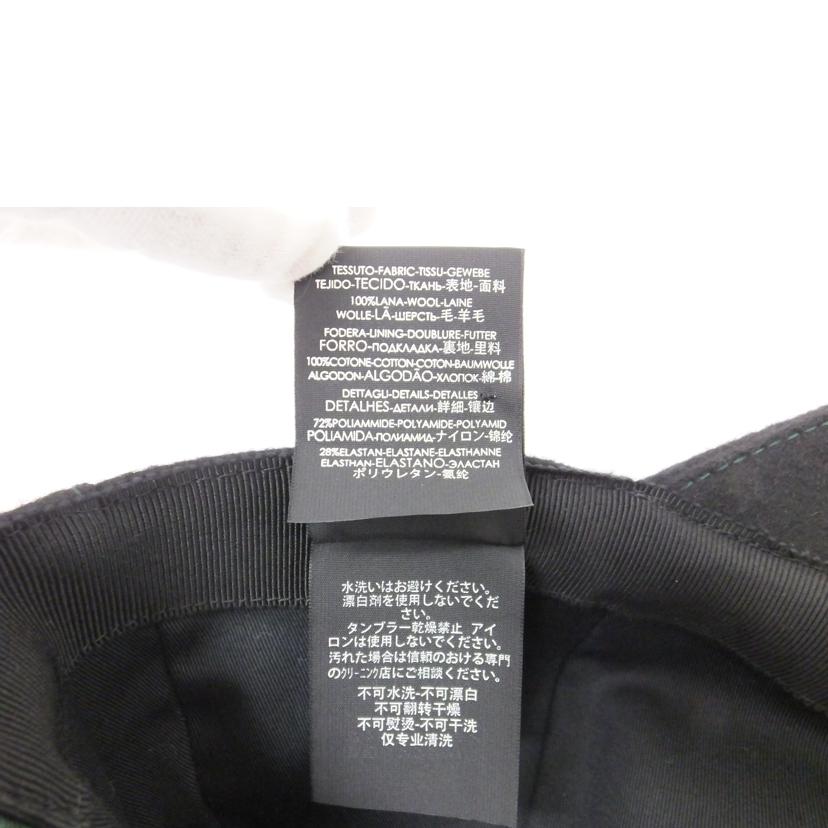 TESSUTO-FABRIC-TISSU-GEWEBE
TEJIDO-TECIDO-ТКАНЬ-表地-面料
100%LANA-WOOL-LAINE
WOLLE-LÃ-ШЕРСТЬ-毛-羊毛
FODERA-LINING-DOUBLURE-FUTTER
FORRO-ПОДКЛАДКА-裏地-里料
100%COTONE-COTTON-COTON-BAUMWOLLE
ALGODON-ALGODÃO-ХЛОПОК-綿-棉
DETTAGLI-DETAILS-DETALLES
DETALHES-ДЕТАЛИ-詳細-镶边
72%POLIAMMIDE-POLYAMIDE-POLYAMID
POLIAMIDA-ПОЛИАМИД-ナイロン-锦纶
28%ELASTAN-ELASTANE-ELASTHANNE
ELASTHAN-ELASTANO-ЭЛАСТАН
ポリウレタン-氨纶
水洗いはお避けください。
漂白剤を使用しないでくだ
さい。
タンブラー乾燥禁止 アイ
ロンは使用しないでください。
汚れた場合は信頼のおける専門
のクリーニング店にご相談ください。
不可水洗-不可漂白
不可翻转干燥
不可熨烫-不可干洗
仅专业清洗